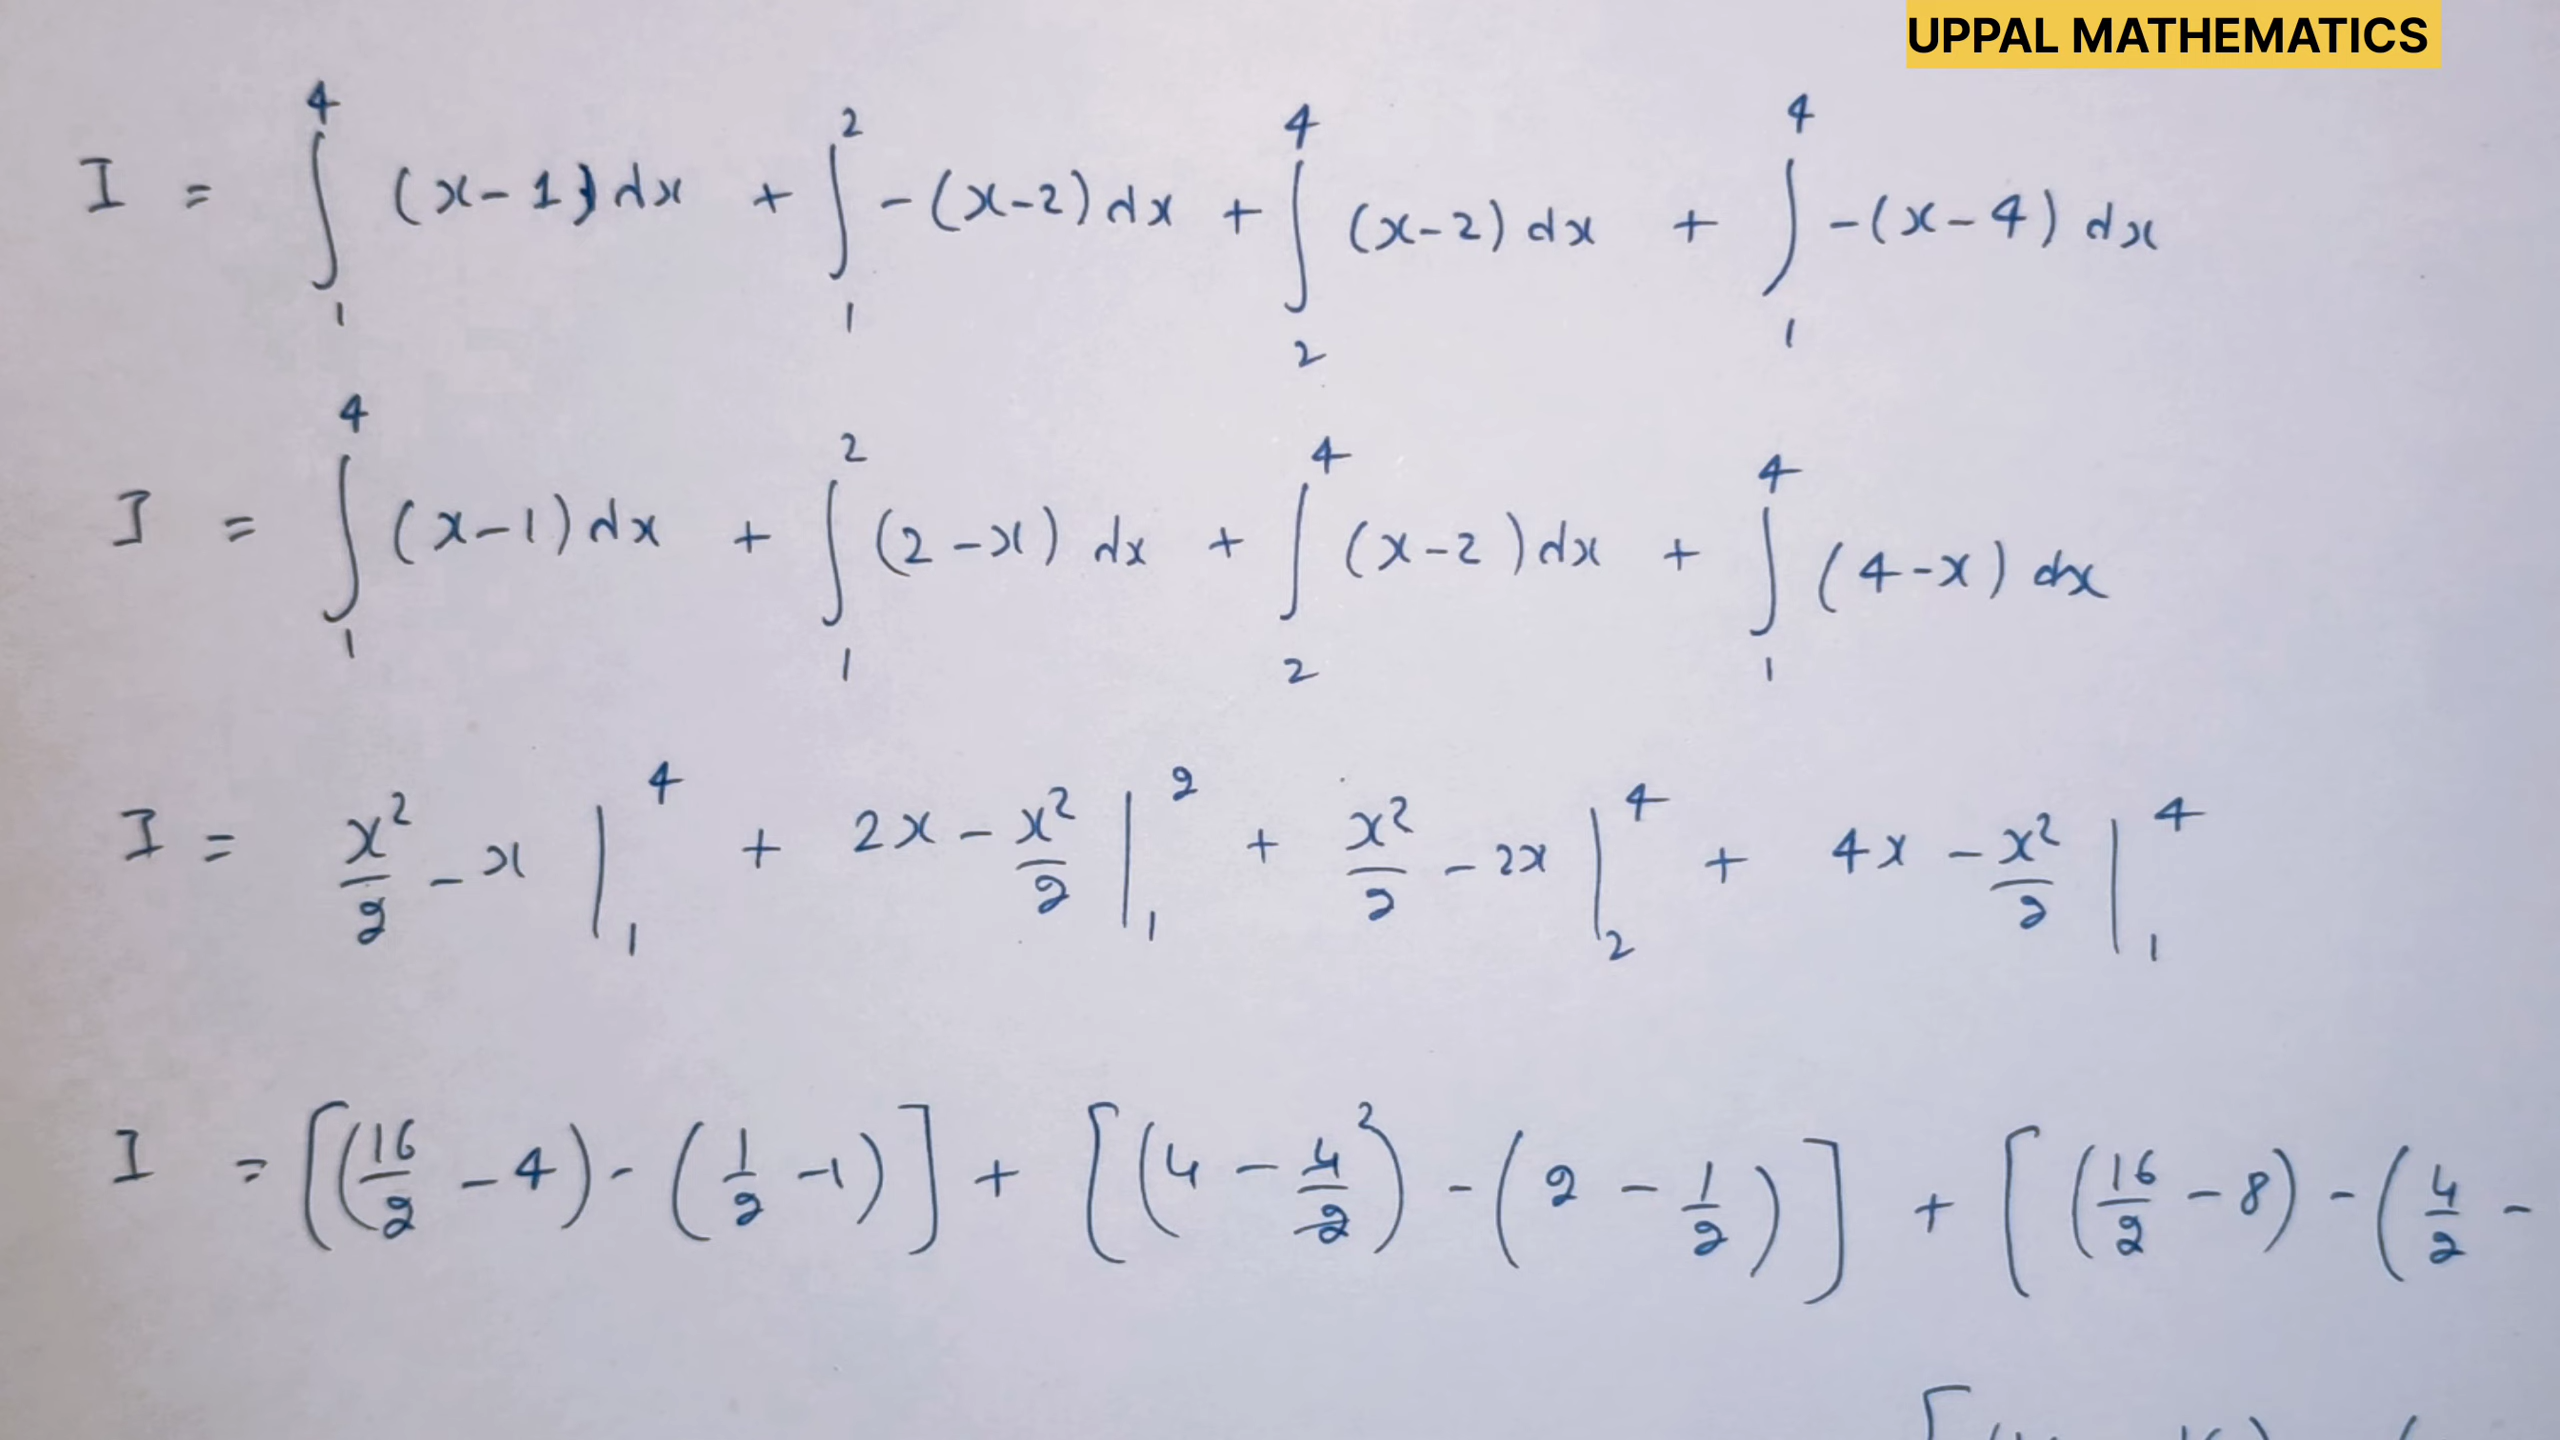 UPPAL MATHEMATICS
I = ∫₁⁴ (x-1) dx + ∫₁² -(x-2) dx + ∫₂⁴ (x-2) dx + ∫₁⁴ -(x-4) dx
I = ∫₁⁴ (x-1) dx + ∫₁² (2-x) dx + ∫₂⁴ (x-2) dx + ∫₁⁴ (4-x) dx
I = x²/2 - x |₁⁴ + 2x - x²/2 |₁² + x²/2 - 2x |₂⁴ + 4x - x²/2 |₁⁴
I = [(16/2 - 4) - (1/2 - 1)] + [(4 - 4/2 2) - (2 - 1/2)] + [(16/2 - 8) - (4/2 -